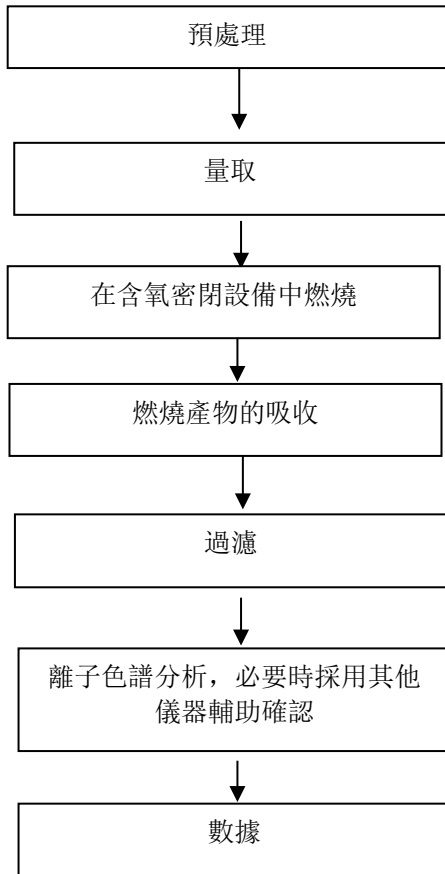 預處理
量取
在含氧密閉設備中燃燒
燃燒產物的吸收
過濾
離子色譜分析，必要時採用其他
儀器輔助確認
數據